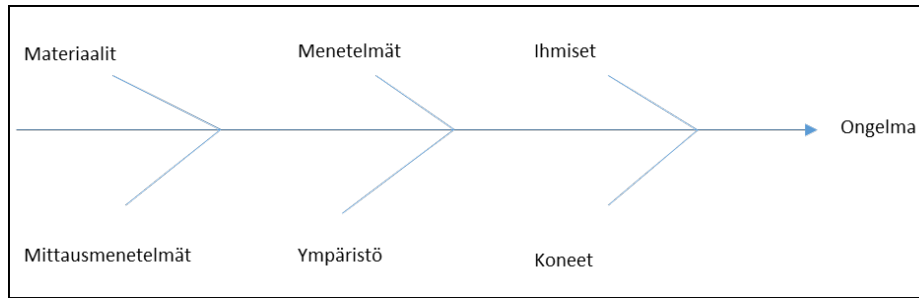 Materiaalit
Menetelmät
Ihmiset
Ongelma
Mittausmenetelmät
Ympäristö
Koneet